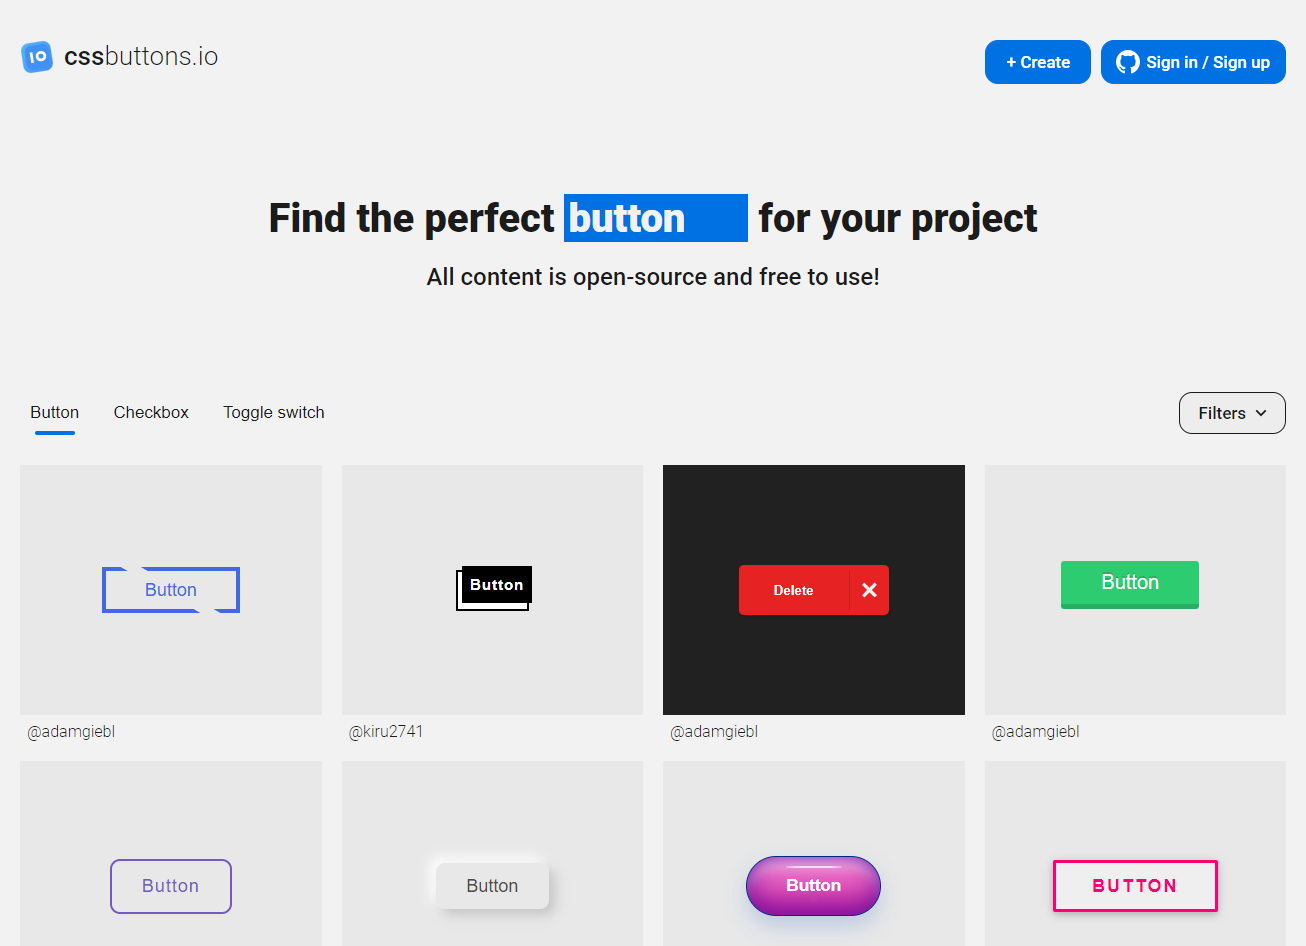 IO cssbuttons.io
+ Create
Sign in / Sign up
Find the perfect button for your project
All content is open-source and free to use!
Button
Checkbox
Toggle switch
Filters
Button
Button
Delete
Button
@adamgiebl
@kiru2741
@adamgiebl
@adamgiebl
Button
Button
Button
BUTTON